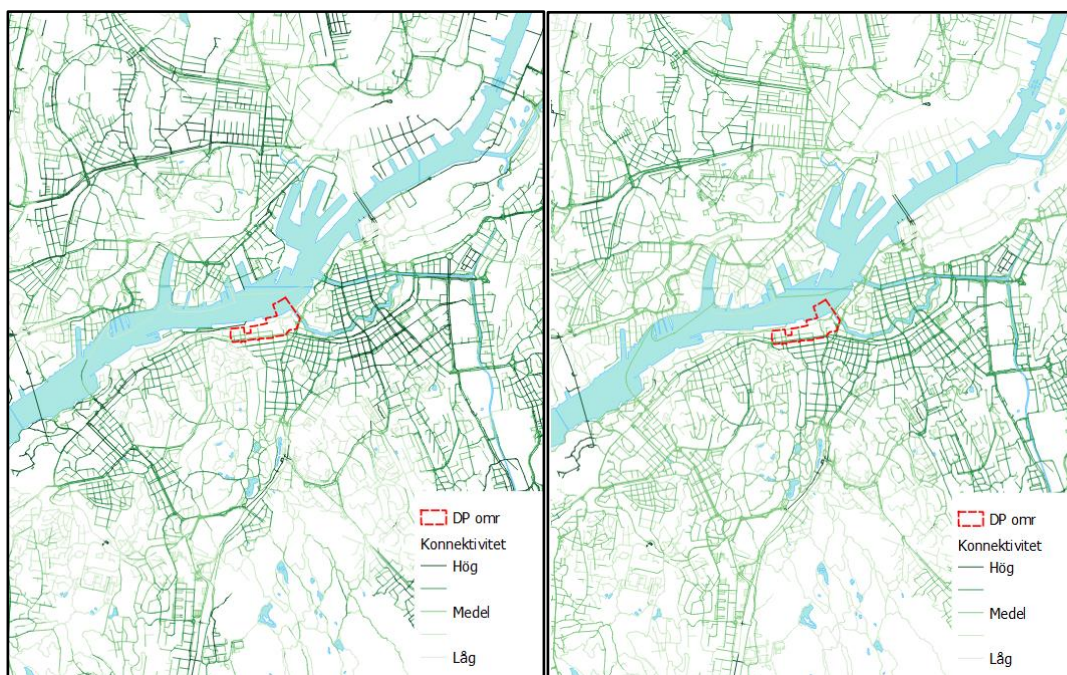 DP omr
Konnektivitet
Hög
Medel
Låg
DP omr
Konnektivitet
Hög
Medel
Låg